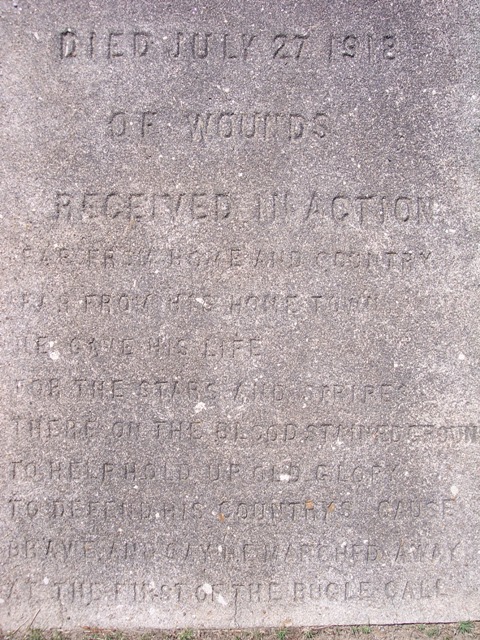 DIED JULY 27 1918
OF WOUNDS
RECEIVED IN ACTION
FAR FROM HOME AND COUNTRY
FAR FROM HIS HOME TOWN
HE GAVE HIS LIFE
FOR THE STARS AND STRIPES
THERE ON THE BLOOD STAINED GROUN
TO HELP HOLD UP OLD GLORY
TO DEFEND HIS COUNTRYS CAUSE
BRAVE AND GAY HE MARCHED AWAY
AT THE FIRST OF THE BUGLE CALL